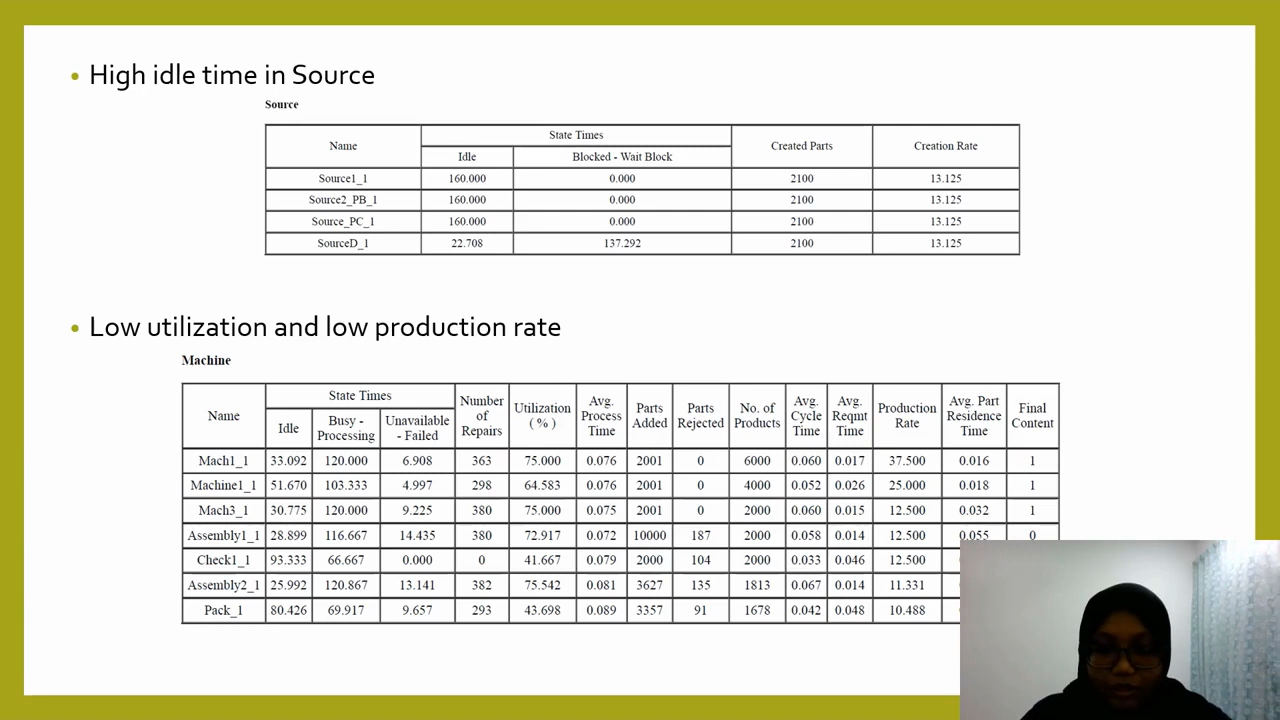 • High idle time in Source
Source
Name State Times Created Parts Creation Rate
Idle Blocked - Wait Block
Source1_1 160.000 0.000 2100 13.125
Source2_PB_1 160.000 0.000 2100 13.125
Source_PC_1 160.000 0.000 2100 13.125
SourceD_1 22.708 137.292 2100 13.125
• Low utilization and low production rate
Machine
Name State Times Number of Repairs Utilization ( % ) Avg. Process Time Parts Added Parts Rejected No. of Products Avg. Cycle Time Avg. Reqmt Time Production Rate Avg. Part Residence Time Final Content
Idle Busy - Processing Unavailable - Failed
Mach1_1 33.092 120.000 6.908 363 75.000 0.076 2001 0 6000 0.060 0.017 37.500 0.016 1
Machine1_1 51.670 103.333 4.997 298 64.583 0.076 2001 0 4000 0.052 0.026 25.000 0.018 1
Mach3_1 30.775 120.000 9.225 380 75.000 0.075 2001 0 2000 0.060 0.015 12.500 0.032 1
Assembly1_1 28.899 116.667 14.435 380 72.917 0.072 10000 187 2000 0.058 0.014 12.500 0.055 0
Check1_1 93.333 66.667 0.000 0 41.667 0.079 2000 104 2000 0.033 0.046 12.500
Assembly2_1 25.992 120.867 13.141 382 75.542 0.081 3627 135 1813 0.067 0.014 11.331
Pack_1 80.426 69.917 9.657 293 43.698 0.089 3357 91 1678 0.042 0.048 10.488